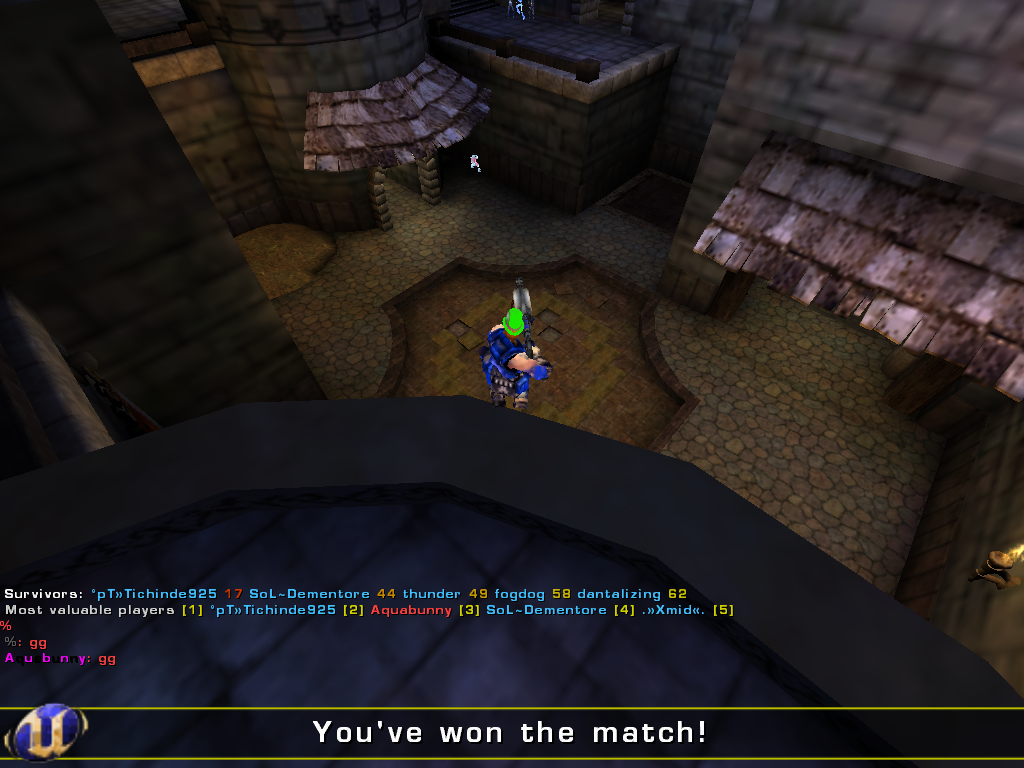 Survivors: °pT»Tichinde925 17 SoL~Dementore 44 thunder 49 fogdog 58 dantalizing 62
Most valuable players [1] °pT»Tichinde925 [2] Aquabunny [3] SoL~Dementore [4] .»Xmid«. [5]
%
%: gg
Aquabunny: gg
You've won the match!